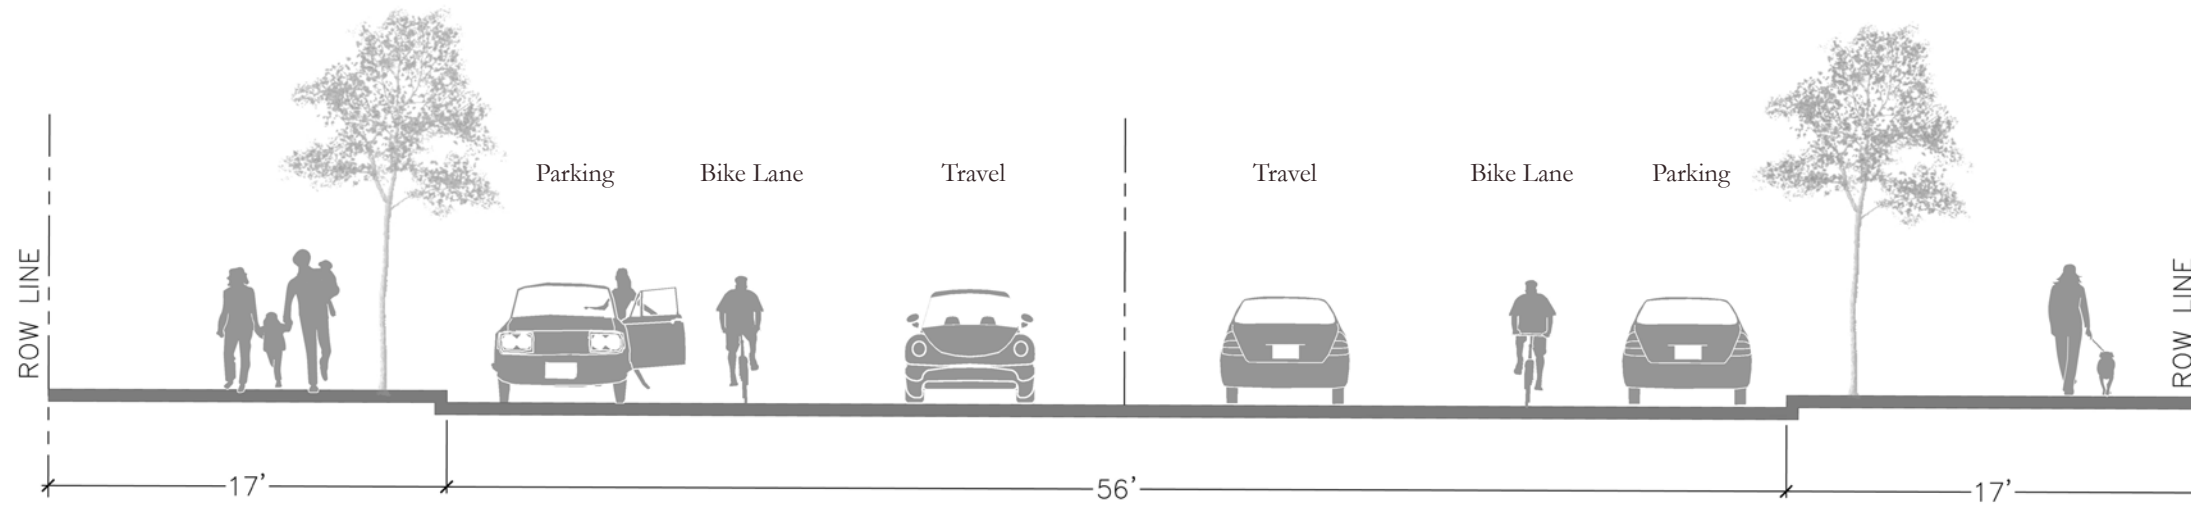 Parking
Bike Lane
Travel
Travel
Bike Lane
Parking
ROW LINE
ROW LINE
17’
56’
17’